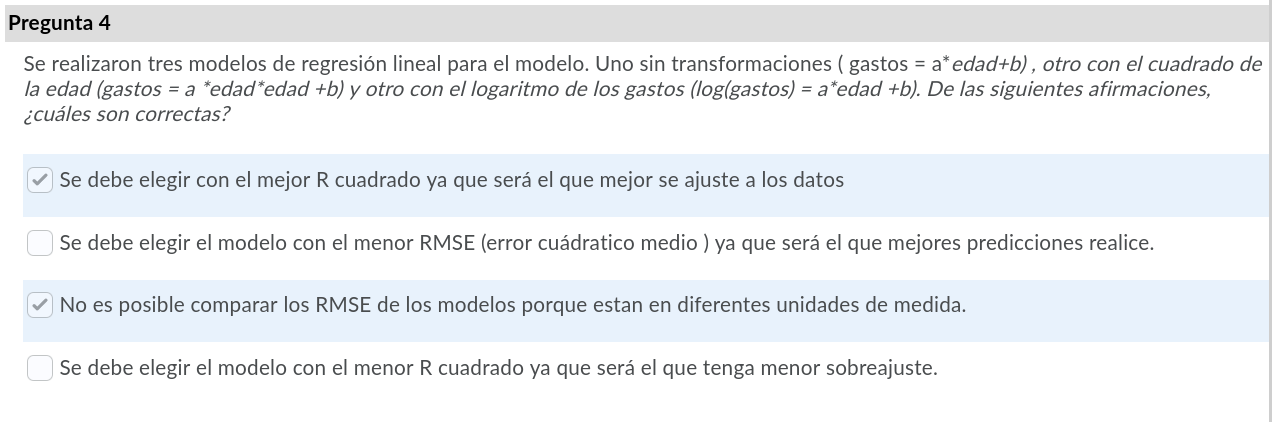 Pregunta 4
Se realizaron tres modelos de regresión lineal para el modelo. Uno sin transformaciones ( gastos = a*edad+b) , otro con el cuadrado de
la edad (gastos = a *edad*edad +b) y otro con el logaritmo de los gastos (log(gastos) = a*edad +b). De las siguientes afirmaciones,
¿cuáles son correctas?
Se debe elegir con el mejor R cuadrado ya que será el que mejor se ajuste a los datos
Se debe elegir el modelo con el menor RMSE (error cuádratico medio ) ya que será el que mejores predicciones realice.
No es posible comparar los RMSE de los modelos porque estan en diferentes unidades de medida.
Se debe elegir el modelo con el menor R cuadrado ya que será el que tenga menor sobreajuste.